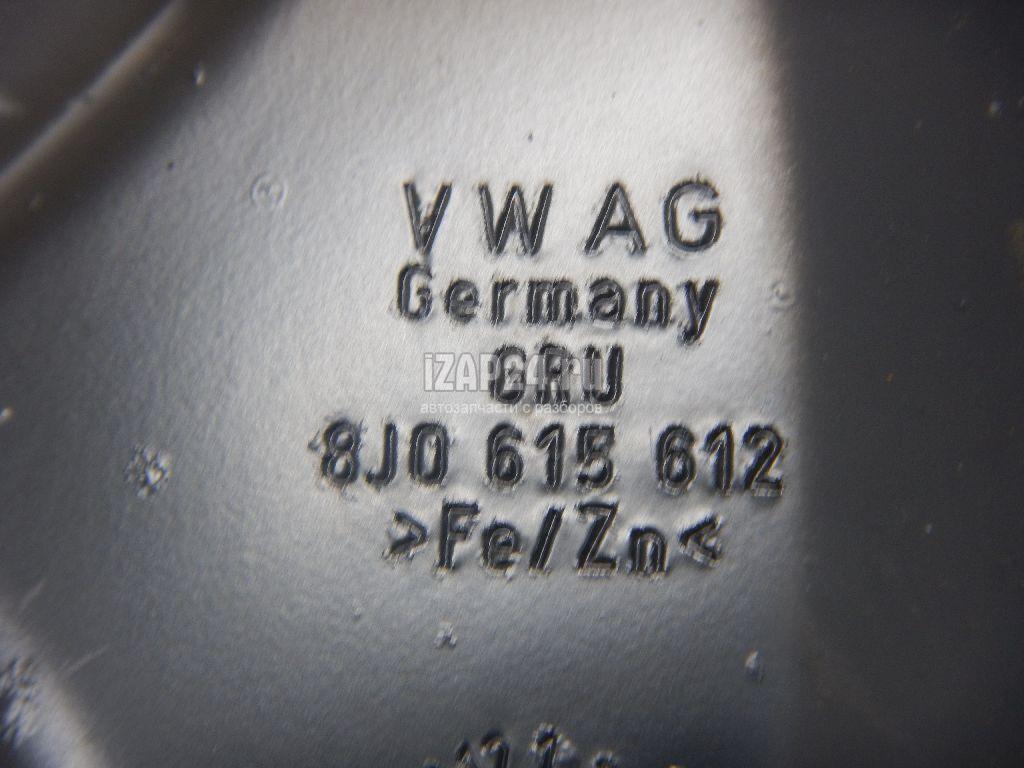 VW AG
Germany
GRU
iZAP24.ru
автозапчасти с разборов
8J0 615 612
>Fe/Zn<